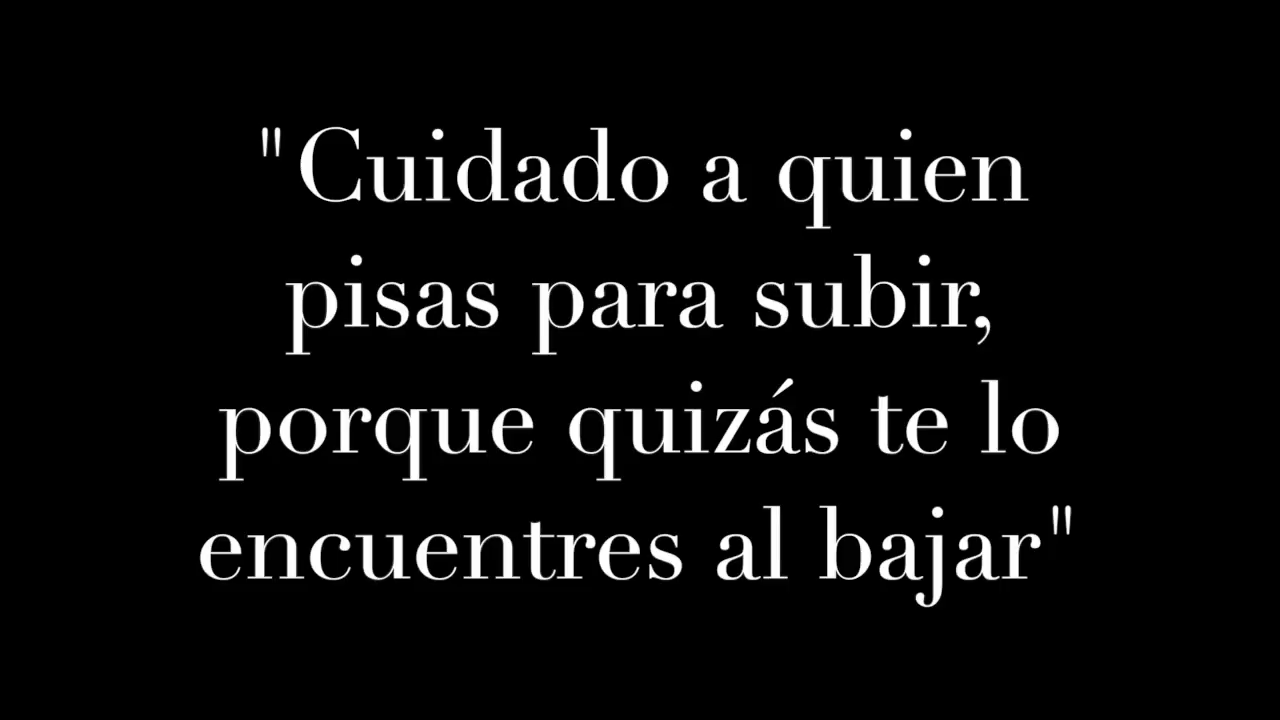 "Cuidado a quien
pisas para subir,
porque quizás te lo
encuentres al bajar"